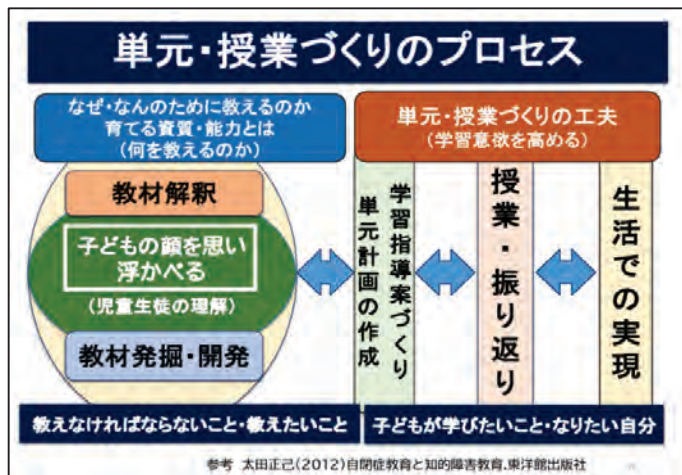 単元・授業づくりのプロセス
なぜ・なんのために教えるのか
育てる資質・能力とは
(何を教えるのか)
単元・授業づくりの工夫
(学習意欲を高める)
教材解釈
子どもの顔を思い
浮かべる
(児童生徒の理解)
教材発掘・開発
学習指導案づくり
単元計画の作成
授業・振り返り
生活での実現
教えなければならないこと・教えたいこと
子どもが学びたいこと・なりたい自分
参考 太田正己(2012)自閉症教育と知的障害教育.東洋館出版社